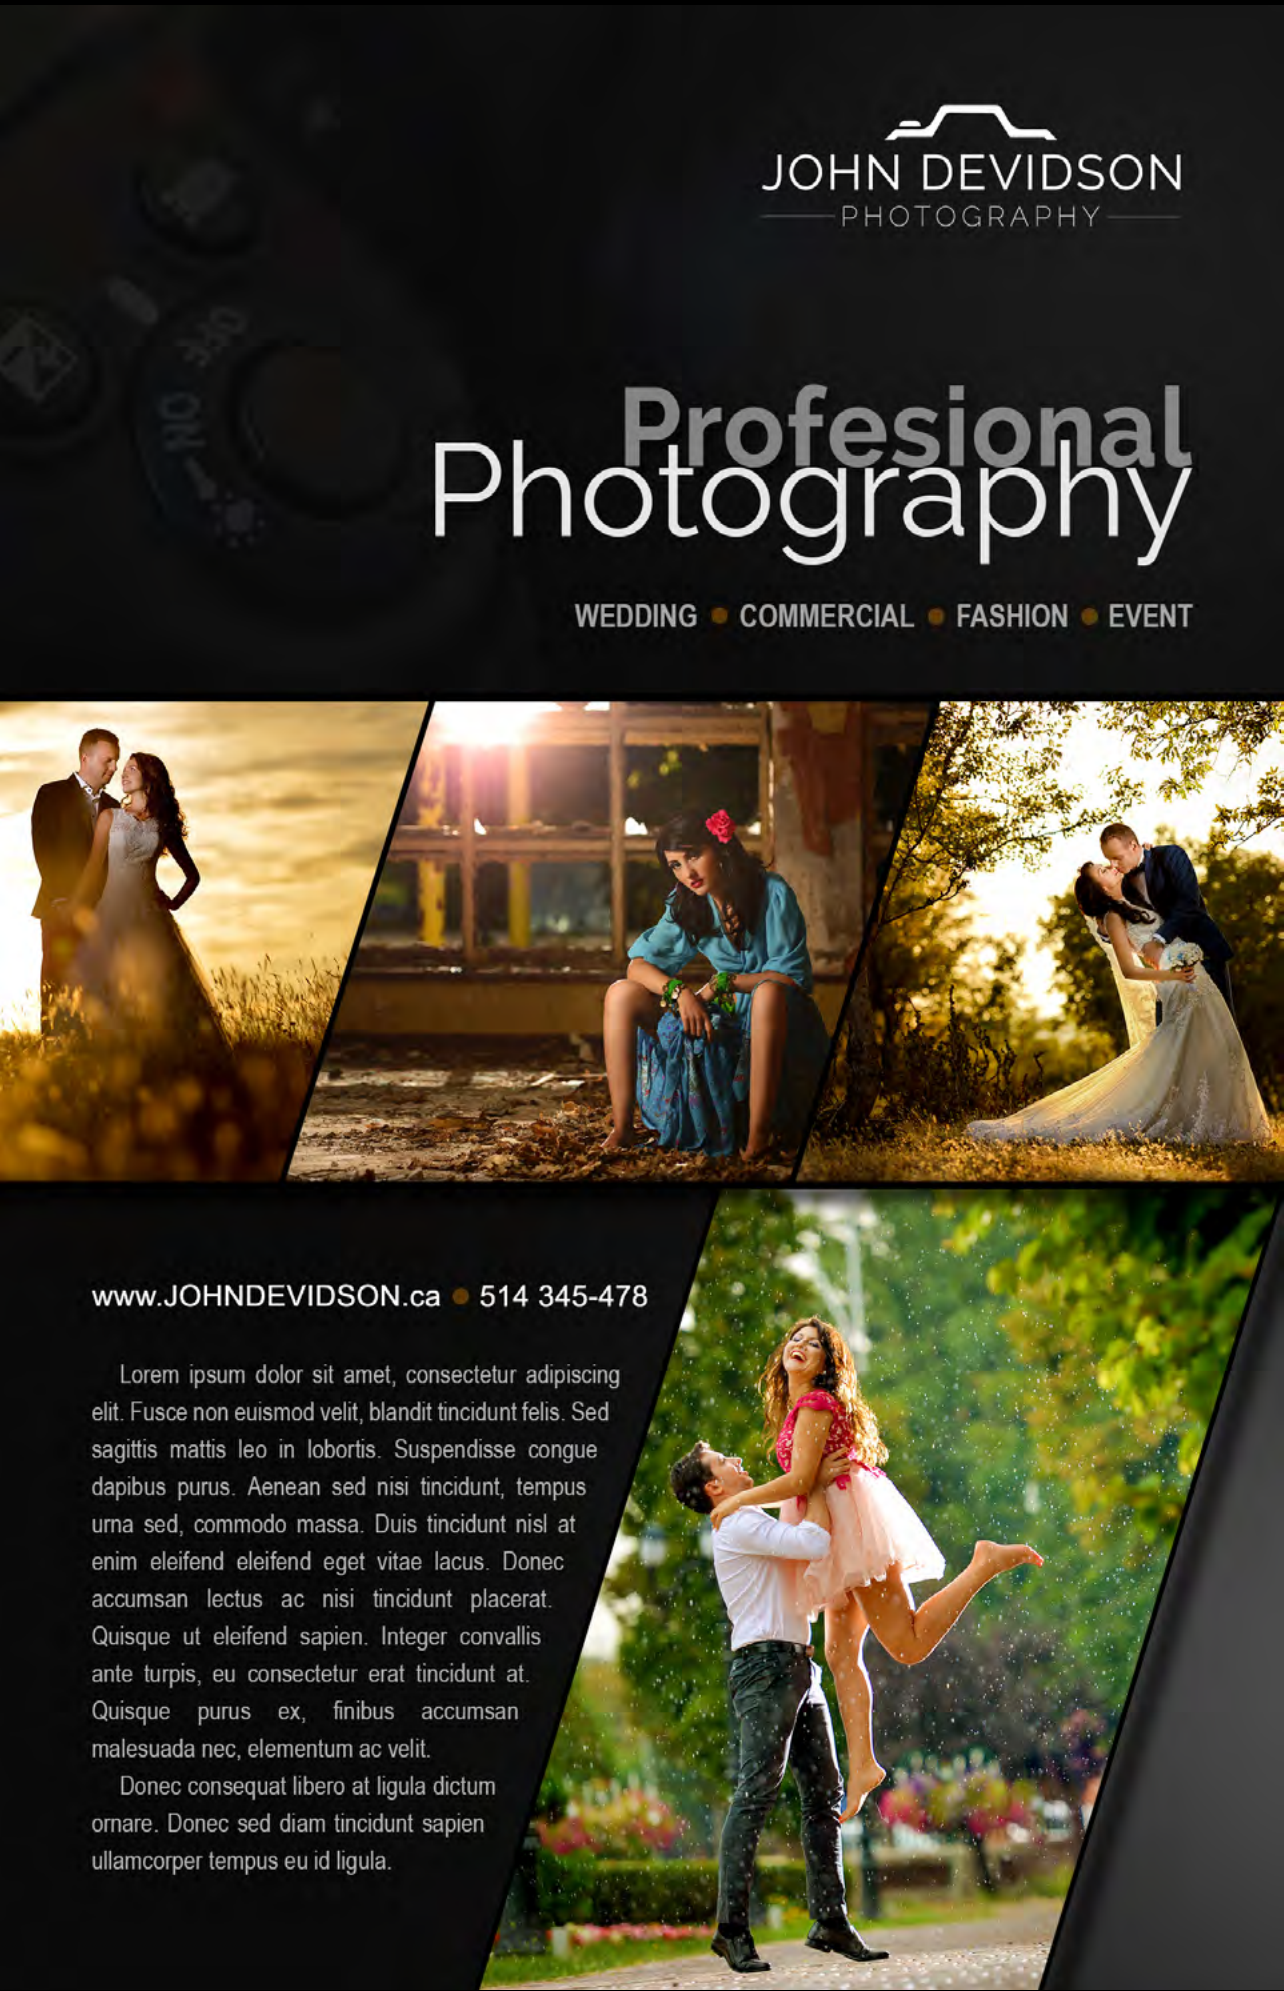 JOHN DEVIDSON
PHOTOGRAPHY
OFF
ON
Profesional
Photography
WEDDING • COMMERCIAL • FASHION • EVENT
www.JOHNDEVIDSON.ca • 514 345-478
Lorem ipsum dolor sit amet, consectetur adipiscing
elit. Fusce non euismod velit, blandit tincidunt felis. Sed
sagittis mattis leo in lobortis. Suspendisse congue
dapibus purus. Aenean sed nisi tincidunt, tempus
urna sed, commodo massa. Duis tincidunt nisl at
enim eleifend eleifend eget vitae lacus. Donec
accumsan lectus ac nisi tincidunt placerat.
Quisque ut eleifend sapien. Integer convallis
ante turpis, eu consectetur erat tincidunt at.
Quisque purus ex, finibus accumsan
malesuada nec, elementum ac velit.
Donec consequat libero at ligula dictum
ornare. Donec sed diam tincidunt sapien
ullamcorper tempus eu id ligula.